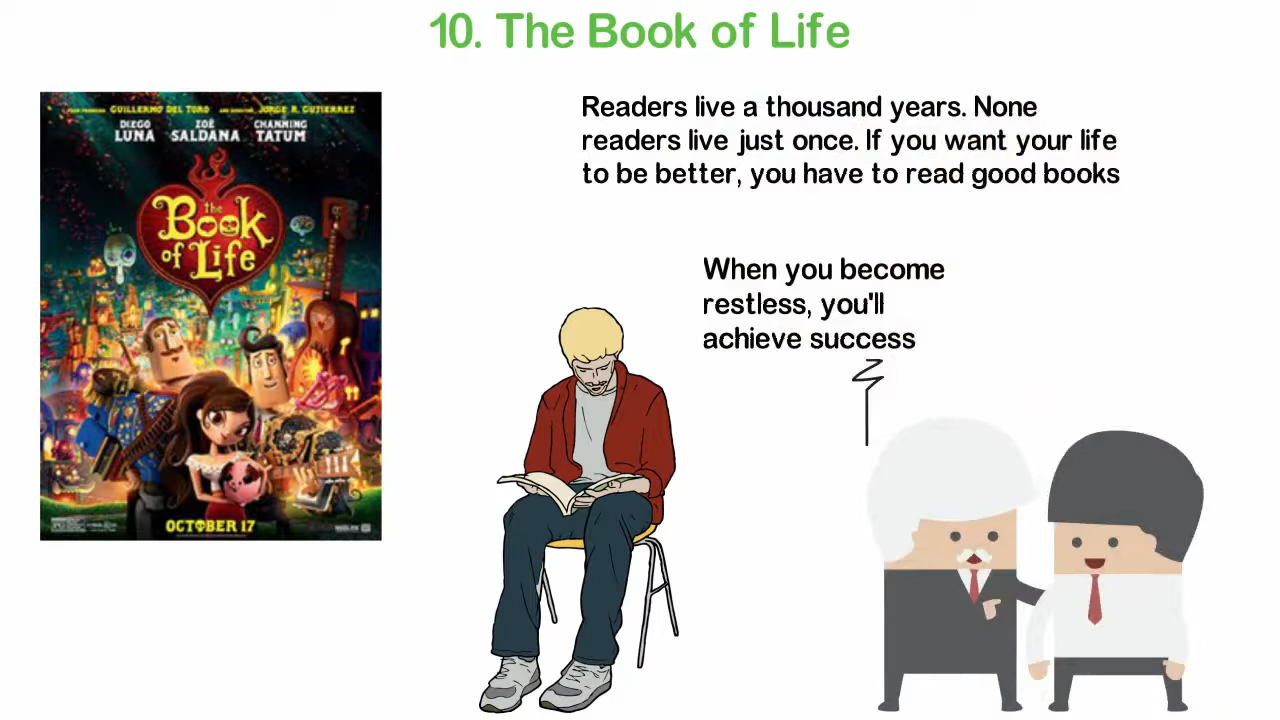 10. The Book of Life
GUILLERMO DEL TORO JORGE R. GUTIERREZ
DIEGO LUNA ZOE SALDANA CHANNING TATUM
the
Book
of Life
OCTOBER 17
Readers live a thousand years. None
readers live just once. If you want your life
to be better, you have to read good books
When you become
restless, you'll
achieve success